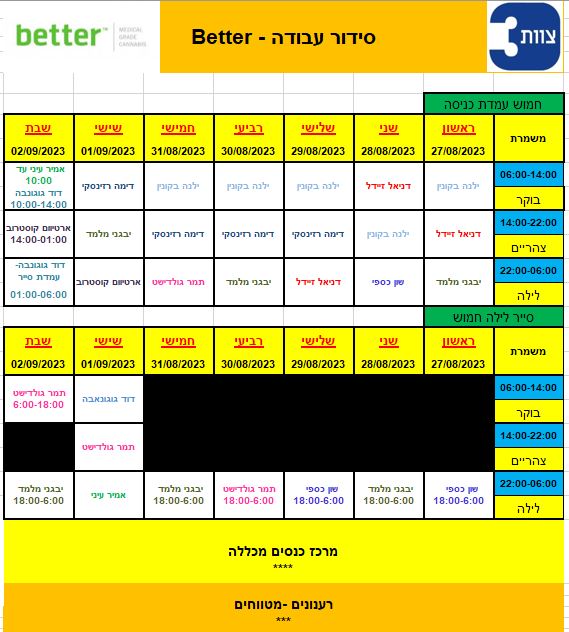 better™
MEDICAL
GRADE
CANNABIS
סידור עבודה - Better
צוות 3
חמוש עמדת כניסה
משמרת ראשון שני שלישי רביעי חמישי שישי שבת
27/08/2023 28/08/2023 29/08/2023 30/08/2023 31/08/2023 01/09/2023 02/09/2023
06:00-14:00
בוקר
ילנה בקונין
דניאל זיידל
ילנה בקונין
ילנה בקונין
ילנה בקונין
דימה רזינסקי
אמיר עיני עד
10:00
דוד גוגונבה
10:00-14:00
14:00-22:00
צהריים
דניאל זיידל
ילנה בקונין
דימה רזינסקי
דימה רזינסקי
דימה רזינסקי
יבגני מלמד
ארטיום קוסטרוב
14:00-01:00
22:00-06:00
לילה
יבגני מלמד
שון כספי
דניאל זיידל
יבגני מלמד
תמר גולדישט
ארטיום קוסטרוב
דוד גוגונבה-
עמדת סייר
01:00-06:00
סייר לילה חמוש
משמרת ראשון שני שלישי רביעי חמישי שישי שבת
27/08/2023 28/08/2023 29/08/2023 30/08/2023 31/08/2023 01/09/2023 02/09/2023
06:00-14:00
בוקר
דוד גוגונאבה
תמר גולדישט
6:00-18:00
14:00-22:00
צהריים
תמר גולדישט
22:00-06:00
לילה
שון כספי
18:00-6:00
יבגני מלמד
18:00-6:00
שון כספי
18:00-6:00
תמר גולדישט
18:00-6:00
יבגני מלמד
18:00-6:00
אמיר עיני
יבגני מלמד
18:00-6:00
מרכז כנסים מכללה
****
רענונים -מטווחים
***